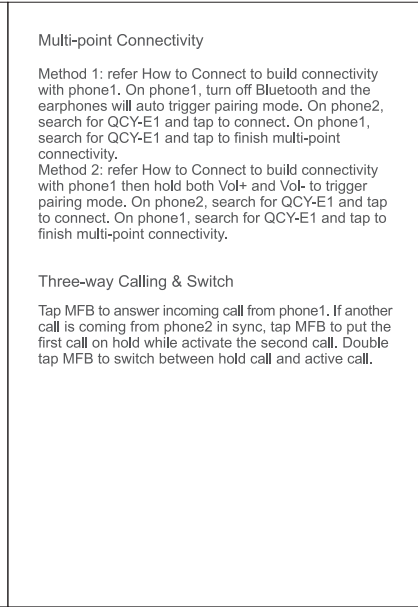 Multi-point Connectivity
Method 1: refer How to Connect to build connectivity
with phone1. On phone1, turn off Bluetooth and the
earphones will auto trigger pairing mode. On phone2,
search for QCY-E1 and tap to connect. On phone1,
search for QCY-E1 and tap to finish multi-point
connectivity.
Method 2: refer How to Connect to build connectivity
with phone1 then hold both Vol+ and Vol- to trigger
pairing mode. On phone2, search for QCY-E1 and tap
to connect. On phone1, search for QCY-E1 and tap to
finish multi-point connectivity.
Three-way Calling & Switch
Tap MFB to answer incoming call from phone1. If another
call is coming from phone2 in sync, tap MFB to put the
first call on hold while activate the second call. Double
tap MFB to switch between hold call and active call.